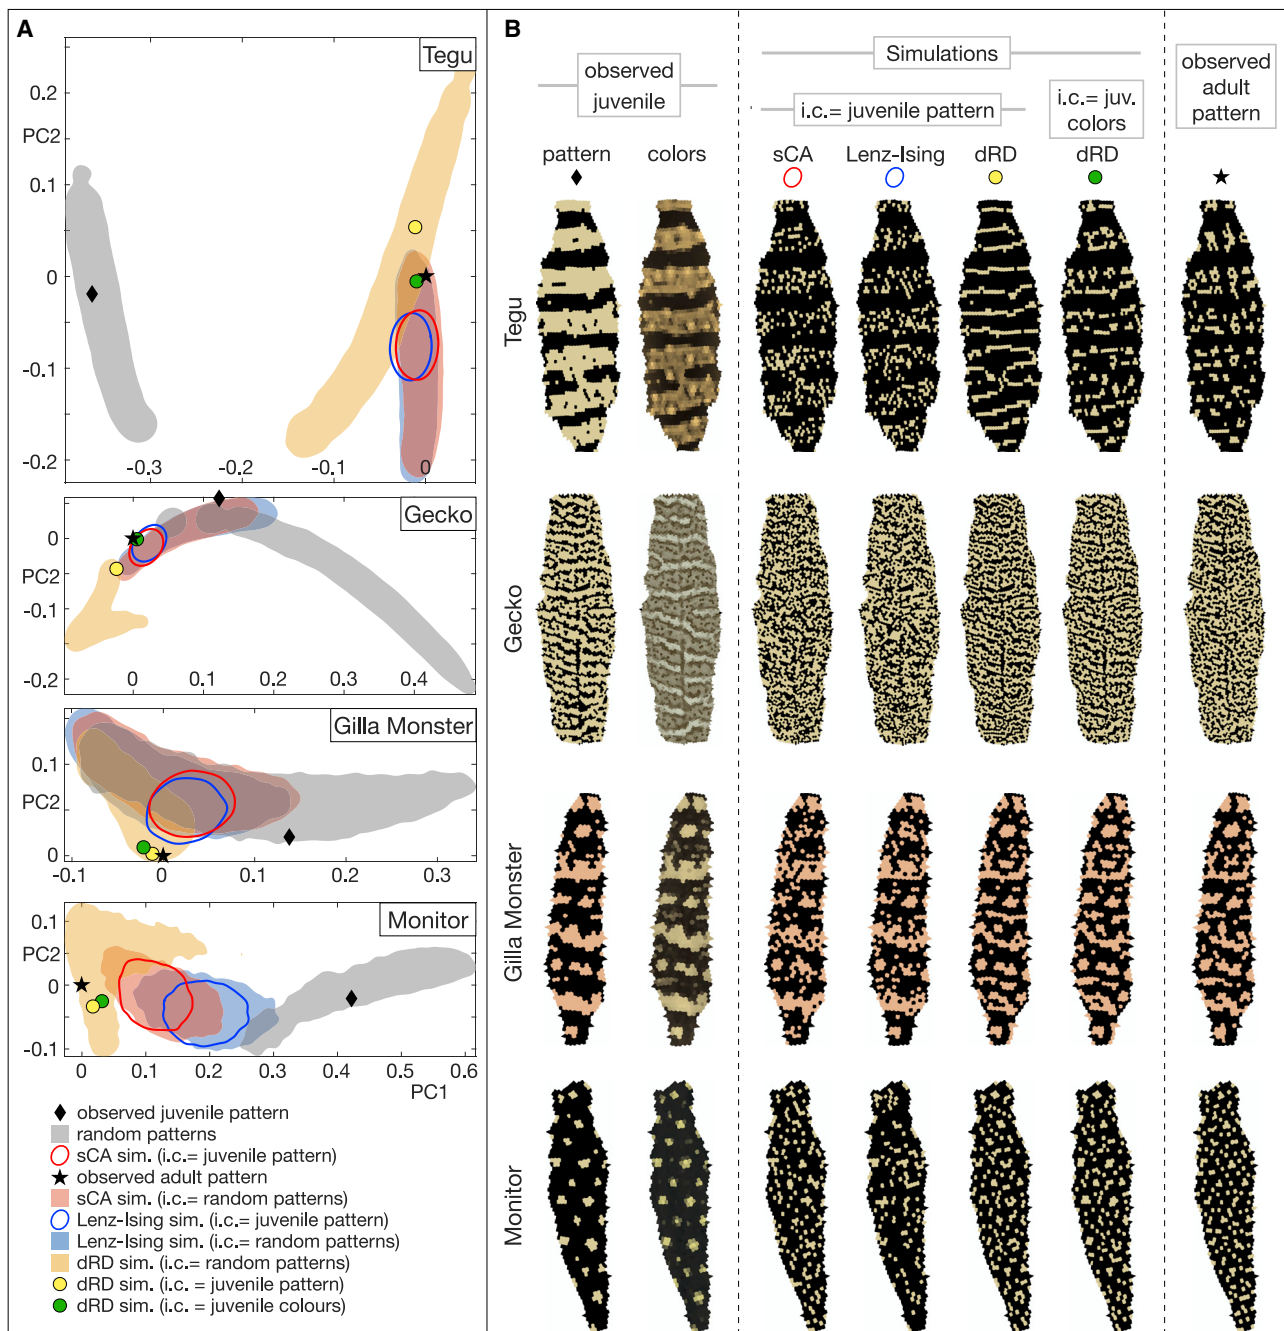 A
Tegu
0.2
PC2
0.1
0
-0.1
-0.2
-0.3
-0.2
-0.1
0
Gecko
0
PC2
-0.1
-0.2
0
0.1
0.2
0.3
0.4
Gilla Monster
0.1
PC2
0
-0.1
0
0.1
0.2
0.3
Monitor
0.1
PC2
0
-0.1
0
0.1
0.2
0.3
0.4
0.5
0.6
PC1
observed juvenile pattern
random patterns
sCA sim. (i.c.= juvenile pattern)
observed adult pattern
sCA sim. (i.c.= random patterns)
Lenz-Ising sim. (i.c.= juvenile pattern)
Lenz-Ising sim. (i.c.= random patterns)
dRD sim. (i.c.= random patterns)
dRD sim. (i.c. = juvenile pattern)
dRD sim. (i.c. = juvenile colours)
B
observed
juvenile
Simulations
i.c.= juvenile pattern
i.c.= juv.
colors
observed
adult
pattern
pattern
colors
sCA
Lenz-Ising
dRD
dRD
Tegu
Gecko
Gilla Monster
Monitor